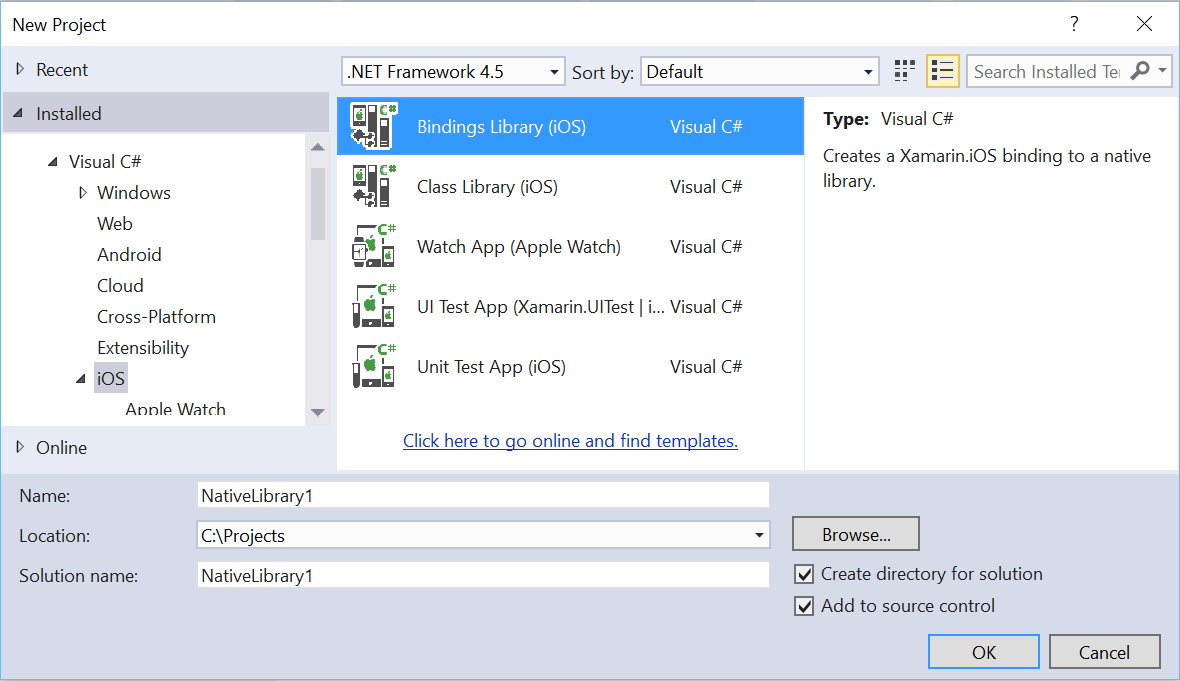 New Project
?
Recent
.NET Framework 4.5
Sort by:
Default
Search Installed Te
Installed
Visual C#
Windows
Web
Android
Cloud
Cross-Platform
Extensibility
iOS
Apple Watch
Online
C# Bindings Library (iOS) Visual C#
C# Class Library (iOS) Visual C#
C# Watch App (Apple Watch) Visual C#
C# UI Test App (Xamarin.UITest | i... Visual C#
C# Unit Test App (iOS) Visual C#
Click here to go online and find templates.
Type: Visual C#
Creates a Xamarin.iOS binding to a native
library.
Name: NativeLibrary1
Location: C:\Projects
Browse...
Solution name: NativeLibrary1
Create directory for solution
Add to source control
OK
Cancel